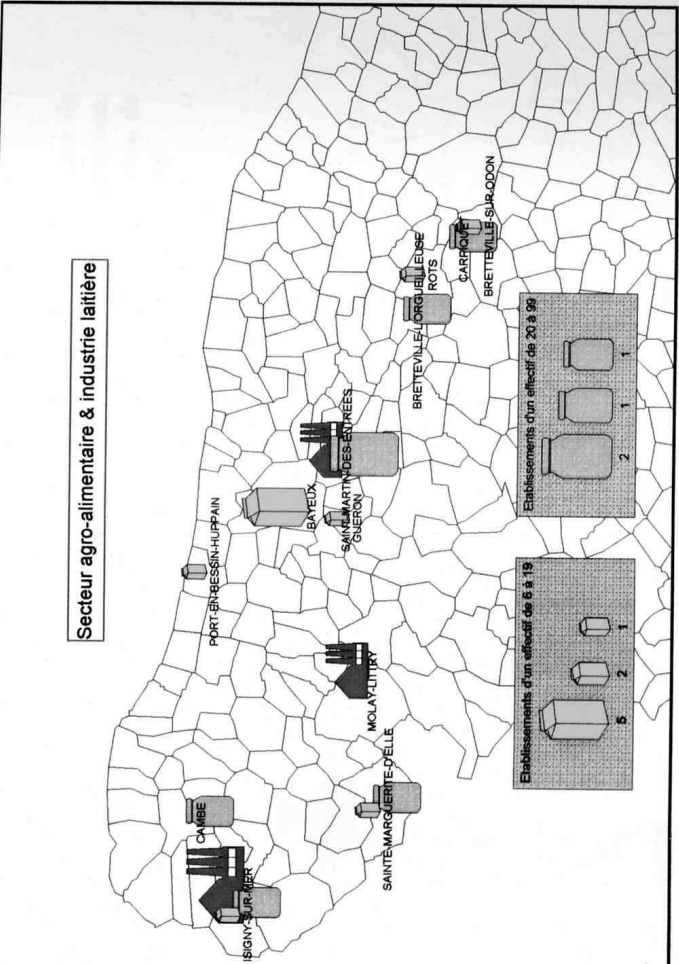 Secteur agro-alimentaire & industrie laitière
PORT-EN-BESSIN-HUPPAIN
CAMBE
ISIGNY-SUR-MER
SAINTE-MARGUERITE-D'ELLE
MOLAY-LITTRY
BAYEUX
SAINT-MARTIN-DES-ENTREES
GUERON
BRETTEVILLE-L'ORGUEILLEUSE
ROTS
CARPIQUET
BRETTEVILLE-SUR-ODON
Etablissements d'un effectif de 6 à 19
5
2
1
Etablissements d'un effectif de 20 à 99
2
1
1